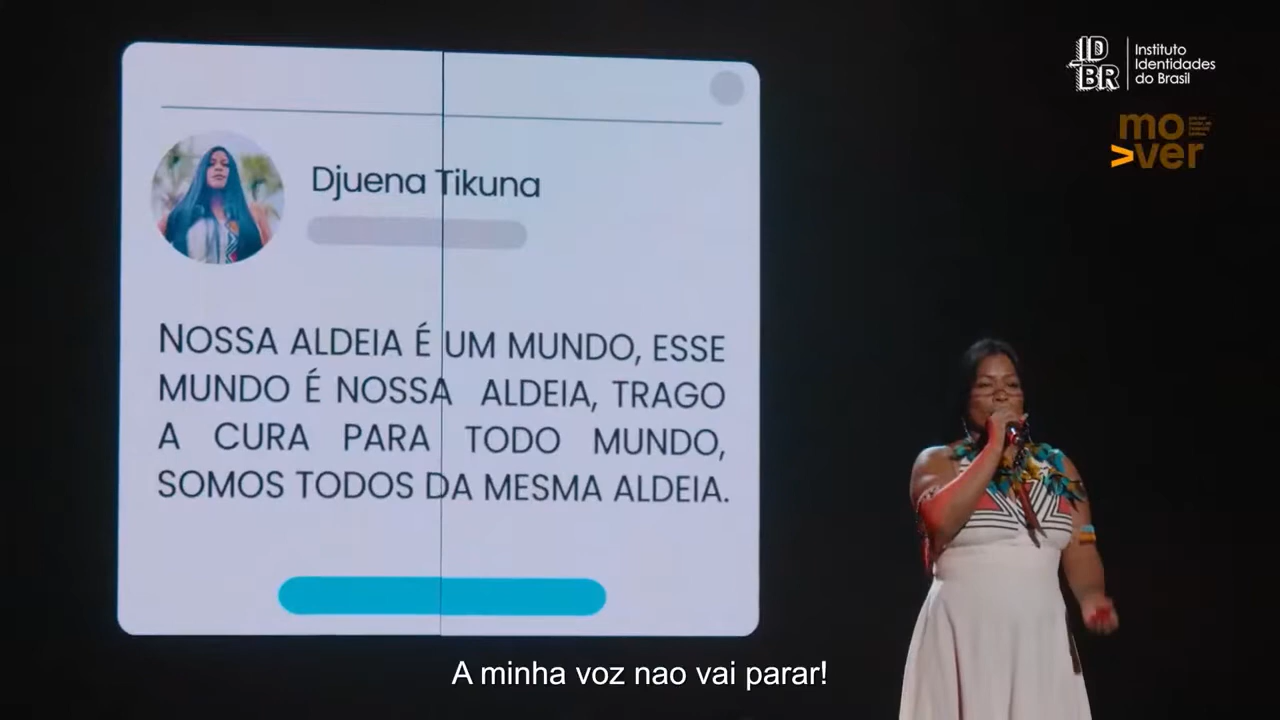 ID
BR
Instituto
Identidades
do Brasil
mo
>ver
Djuena Tikuna
NOSSA ALDEIA É UM MUNDO, ESSE
MUNDO É NOSSA ALDEIA, TRAGO
A CURA PARA TODO MUNDO,
SOMOS TODOS DA MESMA ALDEIA.
A minha voz nao vai parar!